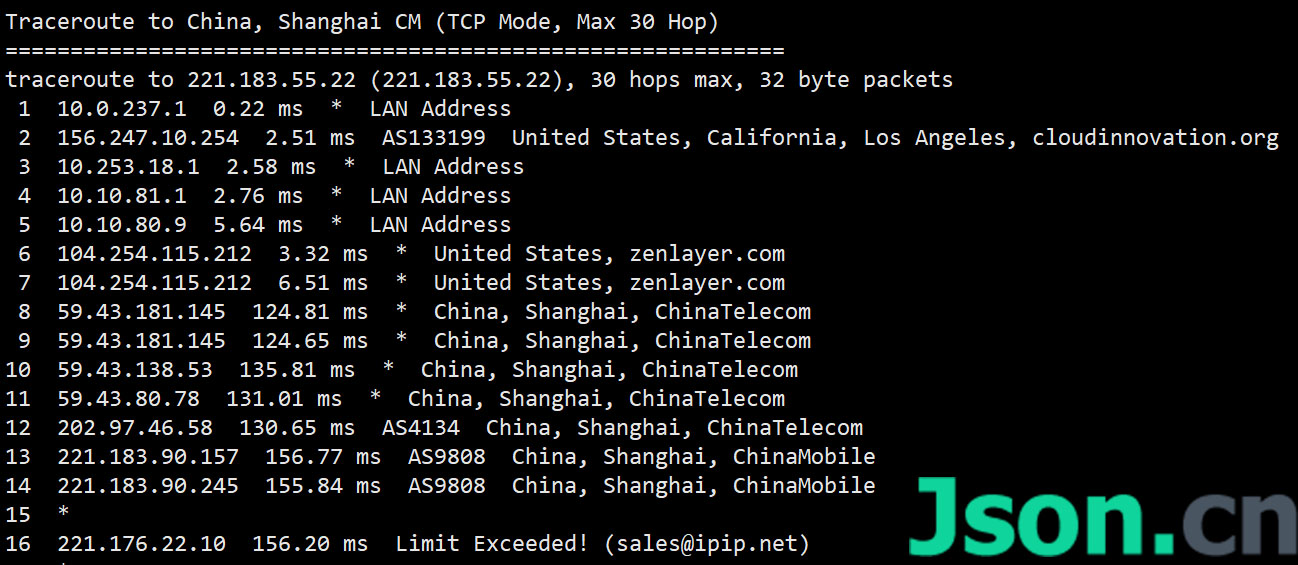 Traceroute to China, Shanghai CM (TCP Mode, Max 30 Hop)
============================================================
traceroute to 221.183.55.22 (221.183.55.22), 30 hops max, 32 byte packets
1  10.0.237.1  0.22 ms  *  LAN Address
2  156.247.10.254  2.51 ms  AS133199  United States, California, Los Angeles, cloudinnovation.org
3  10.253.18.1  2.58 ms  *  LAN Address
4  10.10.81.1  2.76 ms  *  LAN Address
5  10.10.80.9  5.64 ms  *  LAN Address
6  104.254.115.212  3.32 ms  *  United States, zenlayer.com
7  104.254.115.212  6.51 ms  *  United States, zenlayer.com
8  59.43.181.145  124.81 ms  *  China, Shanghai, ChinaTelecom
9  59.43.181.145  124.65 ms  *  China, Shanghai, ChinaTelecom
10  59.43.138.53  135.81 ms  *  China, Shanghai, ChinaTelecom
11  59.43.80.78  131.01 ms  *  China, Shanghai, ChinaTelecom
12  202.97.46.58  130.65 ms  AS4134  China, Shanghai, ChinaTelecom
13  221.183.90.157  156.77 ms  AS9808  China, Shanghai, ChinaMobile
14  221.183.90.245  155.84 ms  AS9808  China, Shanghai, ChinaMobile
15  *
16  221.176.22.10  156.20 ms  Limit Exceeded! (sales@ipip.net)
Json.cn